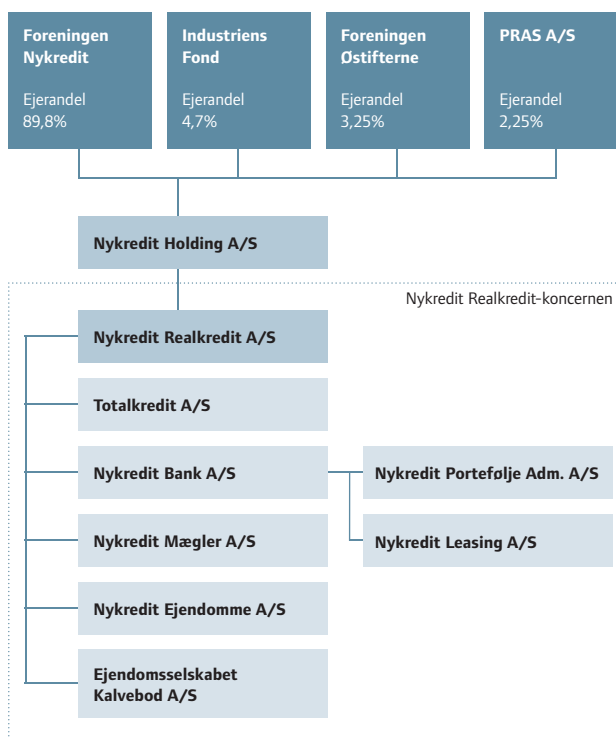 Foreningen
Nykredit
Ejerandel
89,8%
Industriens
Fond
Ejerandel
4,7%
Foreningen
Østifterne
Ejerandel
3,25%
PRAS A/S
Ejerandel
2,25%
Nykredit Holding A/S
Nykredit Realkredit-koncernen
Nykredit Realkredit A/S
Totalkredit A/S
Nykredit Bank A/S
Nykredit Portefølje Adm. A/S
Nykredit Mægler A/S
Nykredit Leasing A/S
Nykredit Ejendomme A/S
Ejendomsselskabet
Kalvebod A/S